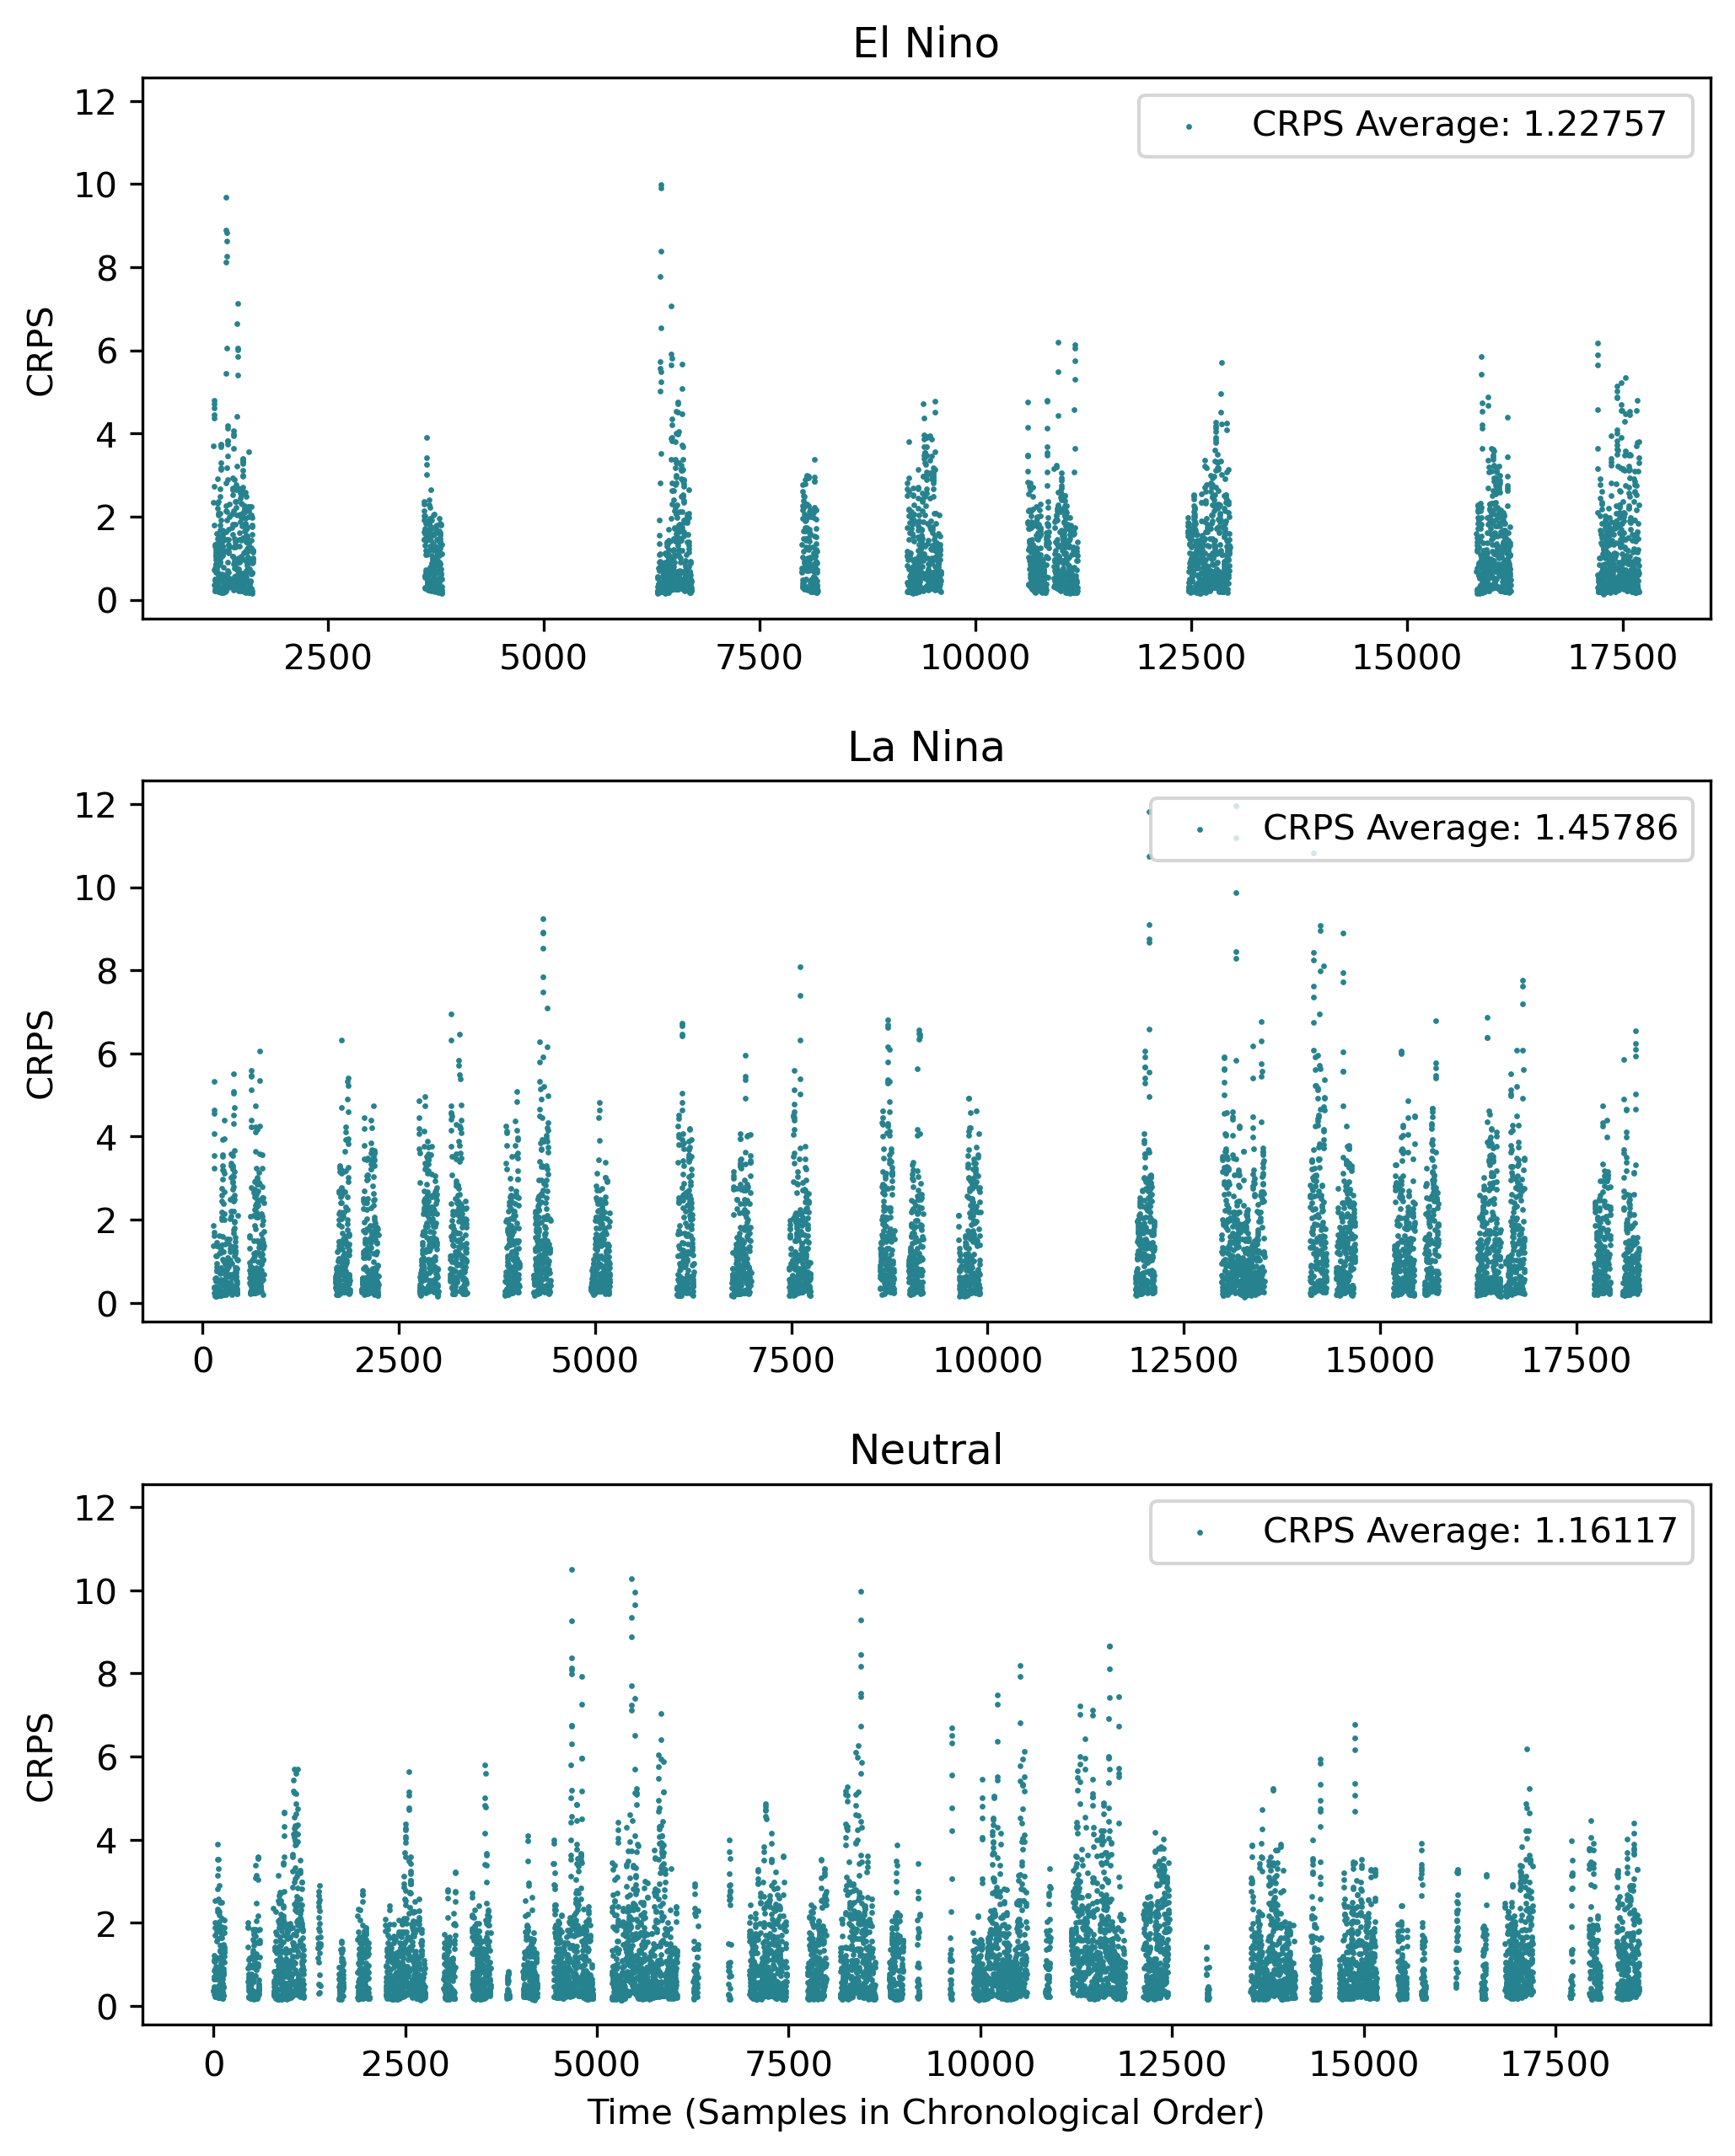 El Nino
CRPS Average: 1.22757
CRPS
12
10
8
6
4
2
0
2500 5000 7500 10000 12500 15000 17500
La Nina
CRPS Average: 1.45786
CRPS
12
10
8
6
4
2
0
0 2500 5000 7500 10000 12500 15000 17500
Neutral
CRPS Average: 1.16117
CRPS
12
10
8
6
4
2
0
0 2500 5000 7500 10000 12500 15000 17500
Time (Samples in Chronological Order)